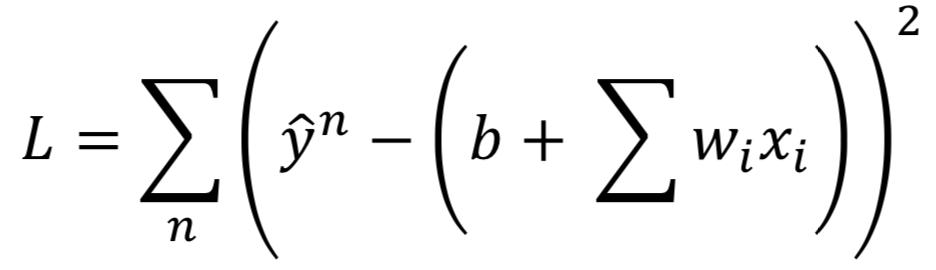 L = ∑_n ( ŷ^n − ( b + ∑ w_i x_i ) )^2